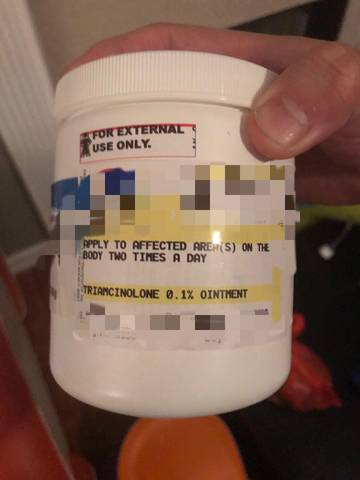 FOR EXTERNAL
USE ONLY.
APPLY TO AFFECTED AREA(S) ON THE
BODY TWO TIMES A DAY
TRIAMCINOLONE 0.1% OINTMENT